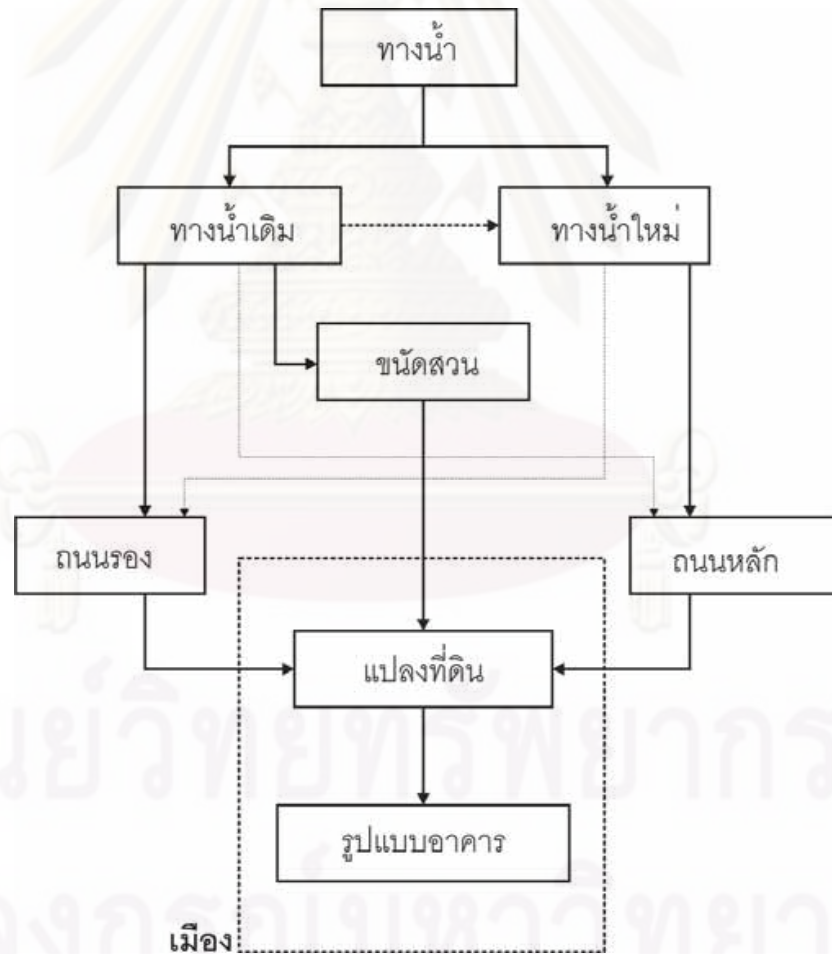 ทางน้ำ
ทางน้ำเดิม
ทางน้ำใหม่
ขนัดสวน
ถนนรอง
ถนนหลัก
แปลงที่ดิน
รูปแบบอาคาร
เมือง